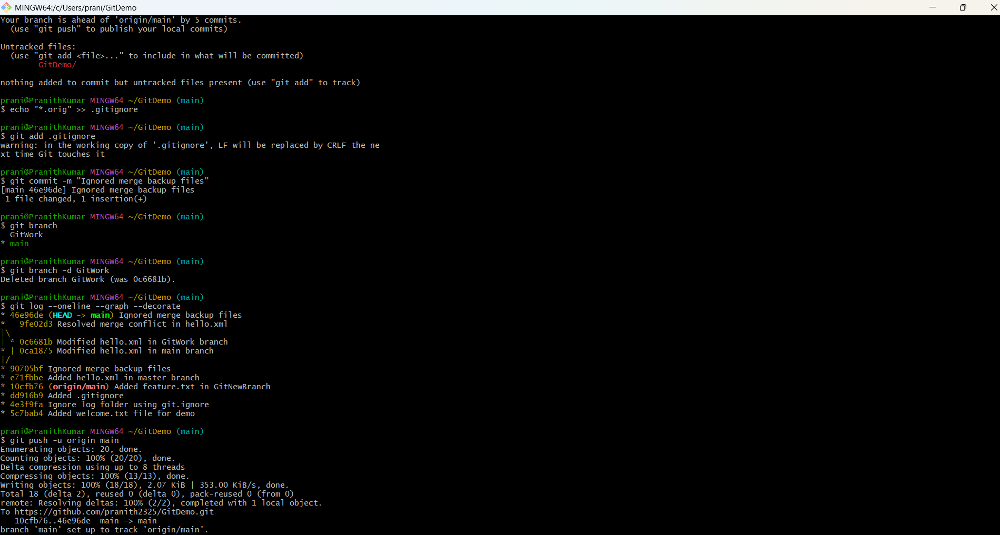 MINGW64:/c/Users/prani/GitDemo
Your branch is ahead of 'origin/main' by 5 commits.
  (use "git push" to publish your local commits)
Untracked files:
  (use "git add <file>..." to include in what will be committed)
        GitDemo/
nothing added to commit but untracked files present (use "git add" to track)
prani@PranithKumar MINGW64 ~/GitDemo (main)
$ echo "*.orig" >> .gitignore
prani@PranithKumar MINGW64 ~/GitDemo (main)
$ git add .gitignore
warning: in the working copy of '.gitignore', LF will be replaced by CRLF the ne
xt time Git touches it
prani@PranithKumar MINGW64 ~/GitDemo (main)
$ git commit -m "Ignored merge backup files"
[main 46e96de] Ignored merge backup files
 1 file changed, 1 insertion(+)
prani@PranithKumar MINGW64 ~/GitDemo (main)
$ git branch
  GitWork
* main
prani@PranithKumar MINGW64 ~/GitDemo (main)
$ git branch -d GitWork
Deleted branch GitWork (was 0c6681b).
prani@PranithKumar MINGW64 ~/GitDemo (main)
$ git log --oneline --graph --decorate
* 46e96de (HEAD -> main) Ignored merge backup files
*   9fe02d3 Resolved merge conflict in hello.xml
|\
| * 0c6681b Modified hello.xml in GitWork branch
* | 0ca1875 Modified hello.xml in main branch
|/
* 90705bf Ignored merge backup files
* e71fbbe Added hello.xml in master branch
* 10cfb76 (origin/main) Added feature.txt in GitNewBranch
* dd916b9 Added .gitignore
* 4e3f9fa Ignore log folder using git.ignore
* 5c7bab4 Added welcome.txt file for demo
prani@PranithKumar MINGW64 ~/GitDemo (main)
$ git push -u origin main
Enumerating objects: 20, done.
Counting objects: 100% (20/20), done.
Delta compression using up to 8 threads
Compressing objects: 100% (13/13), done.
Writing objects: 100% (18/18), 2.07 KiB | 353.00 KiB/s, done.
Total 18 (delta 2), reused 0 (delta 0), pack-reused 0 (from 0)
remote: Resolving deltas: 100% (2/2), completed with 1 local object.
To https://github.com/pranith2325/GitDemo.git
   10cfb76..46e96de  main -> main
branch 'main' set up to track 'origin/main'.